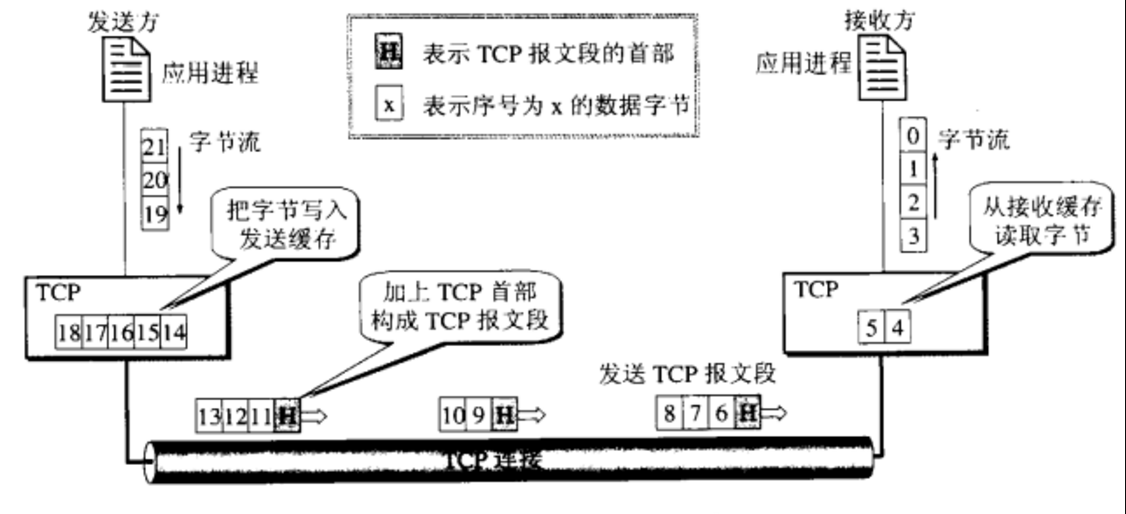 发送方
应用进程
H 表示 TCP 报文段的首部
x 表示序号为 x 的数据字节
接收方
应用进程
21
20
19
字节流
0
1
2
3
字节流
把字节写入
发送缓存
从接收缓存
读取字节
TCP
18 17 16 15 14
加上 TCP 首部
构成 TCP 报文段
TCP
5 4
发送 TCP 报文段
13 12 11 H
10 9 H
8 7 6 H
TCP 连接